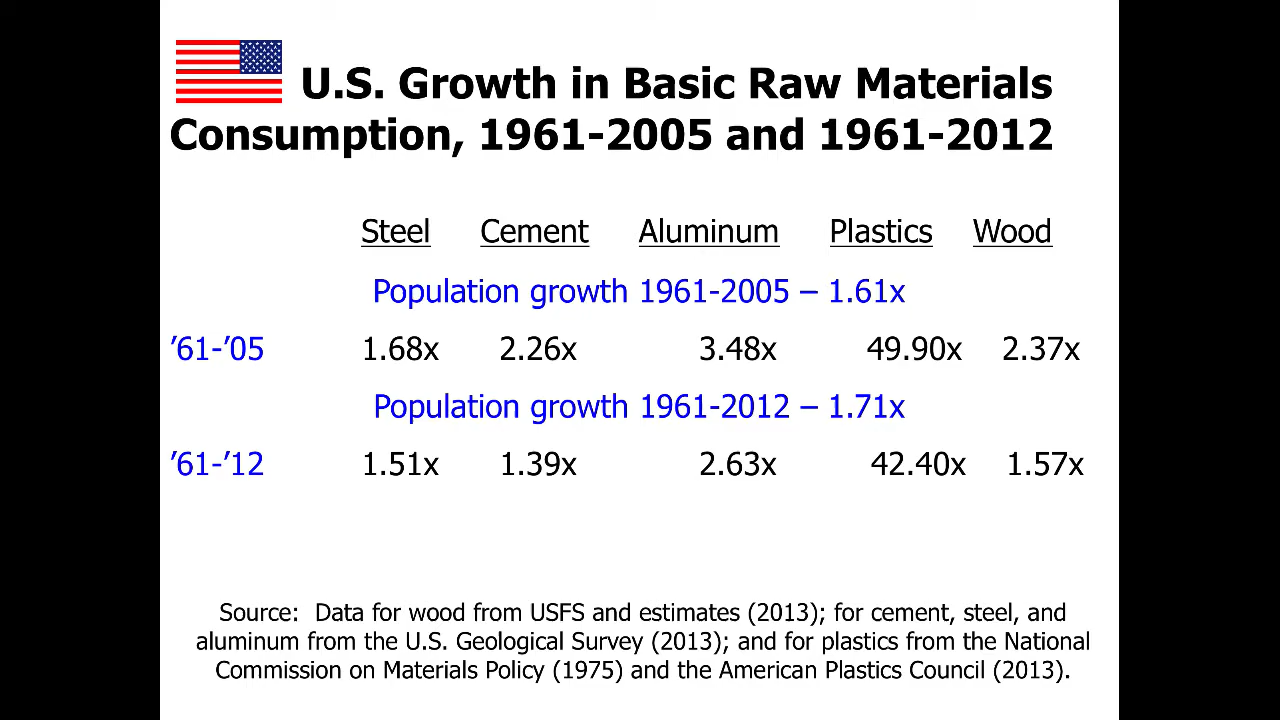 U.S. Growth in Basic Raw Materials
Consumption, 1961-2005 and 1961-2012
Steel Cement Aluminum Plastics Wood
Population growth 1961-2005 – 1.61x
’61-’05 1.68x 2.26x 3.48x 49.90x 2.37x
Population growth 1961-2012 – 1.71x
’61-’12 1.51x 1.39x 2.63x 42.40x 1.57x
Source: Data for wood from USFS and estimates (2013); for cement, steel, and
aluminum from the U.S. Geological Survey (2013); and for plastics from the National
Commission on Materials Policy (1975) and the American Plastics Council (2013).